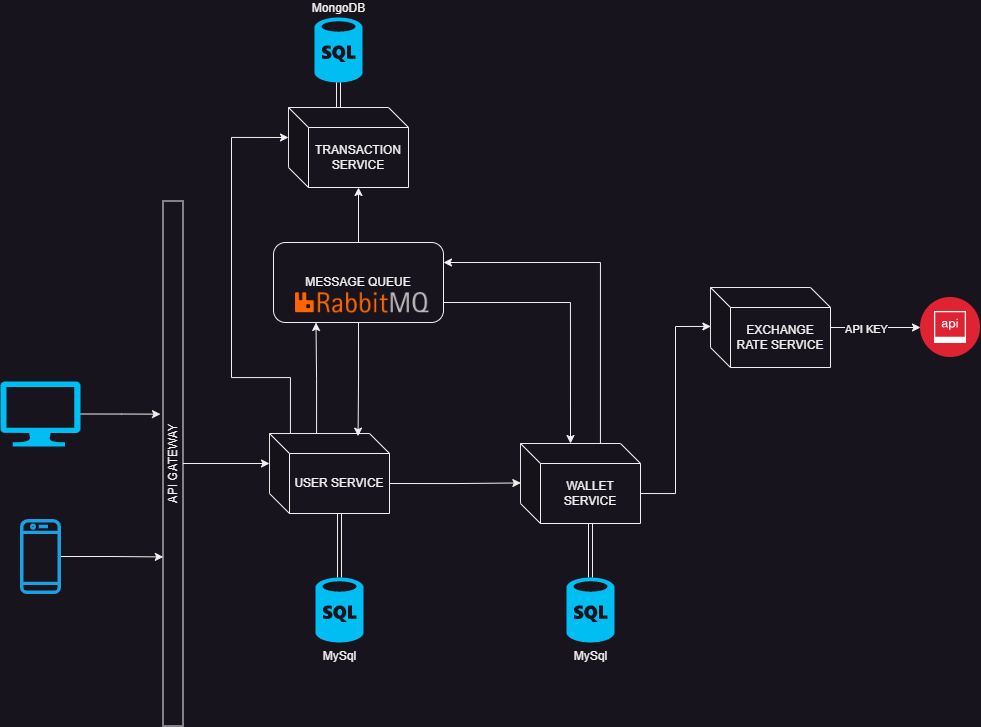 MongoDB
SQL
TRANSACTION
SERVICE
MESSAGE QUEUE
RabbitMQ
EXCHANGE
RATE SERVICE
API KEY
api
API GATEWAY
USER SERVICE
WALLET
SERVICE
SQL
MySql
SQL
MySql